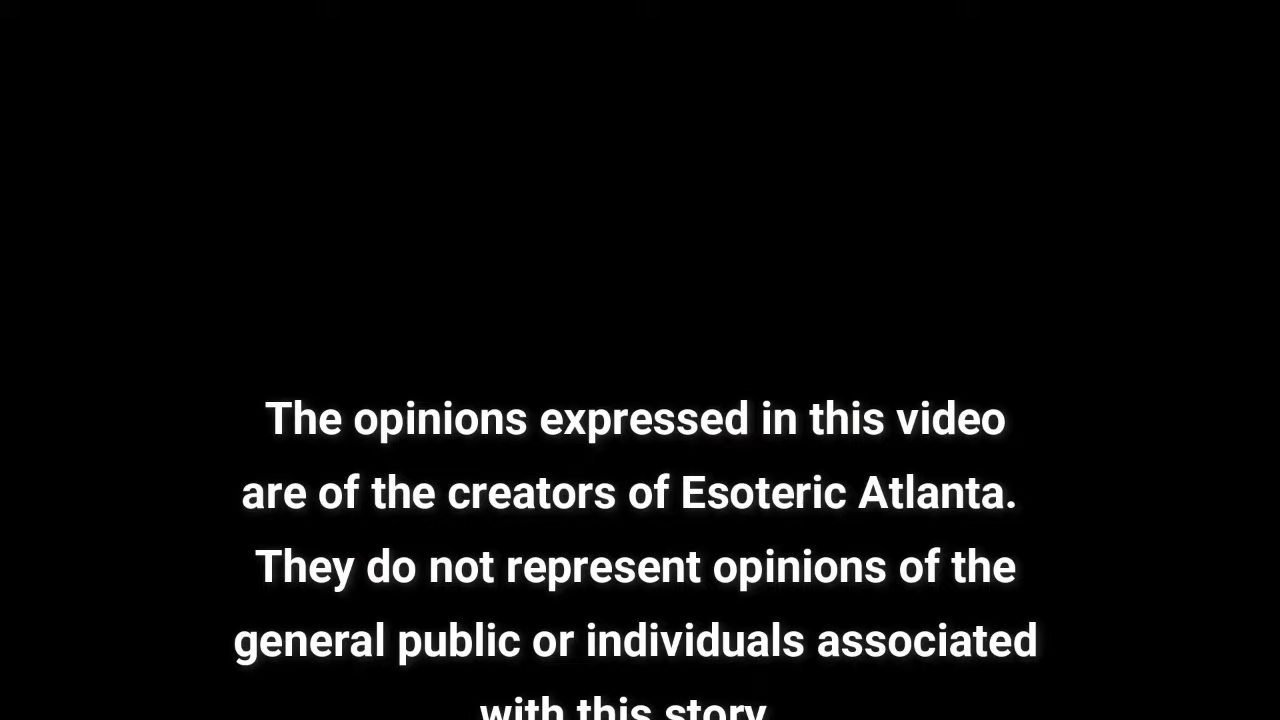 The opinions expressed in this video
are of the creators of Esoteric Atlanta.
They do not represent opinions of the
general public or individuals associated
with this story